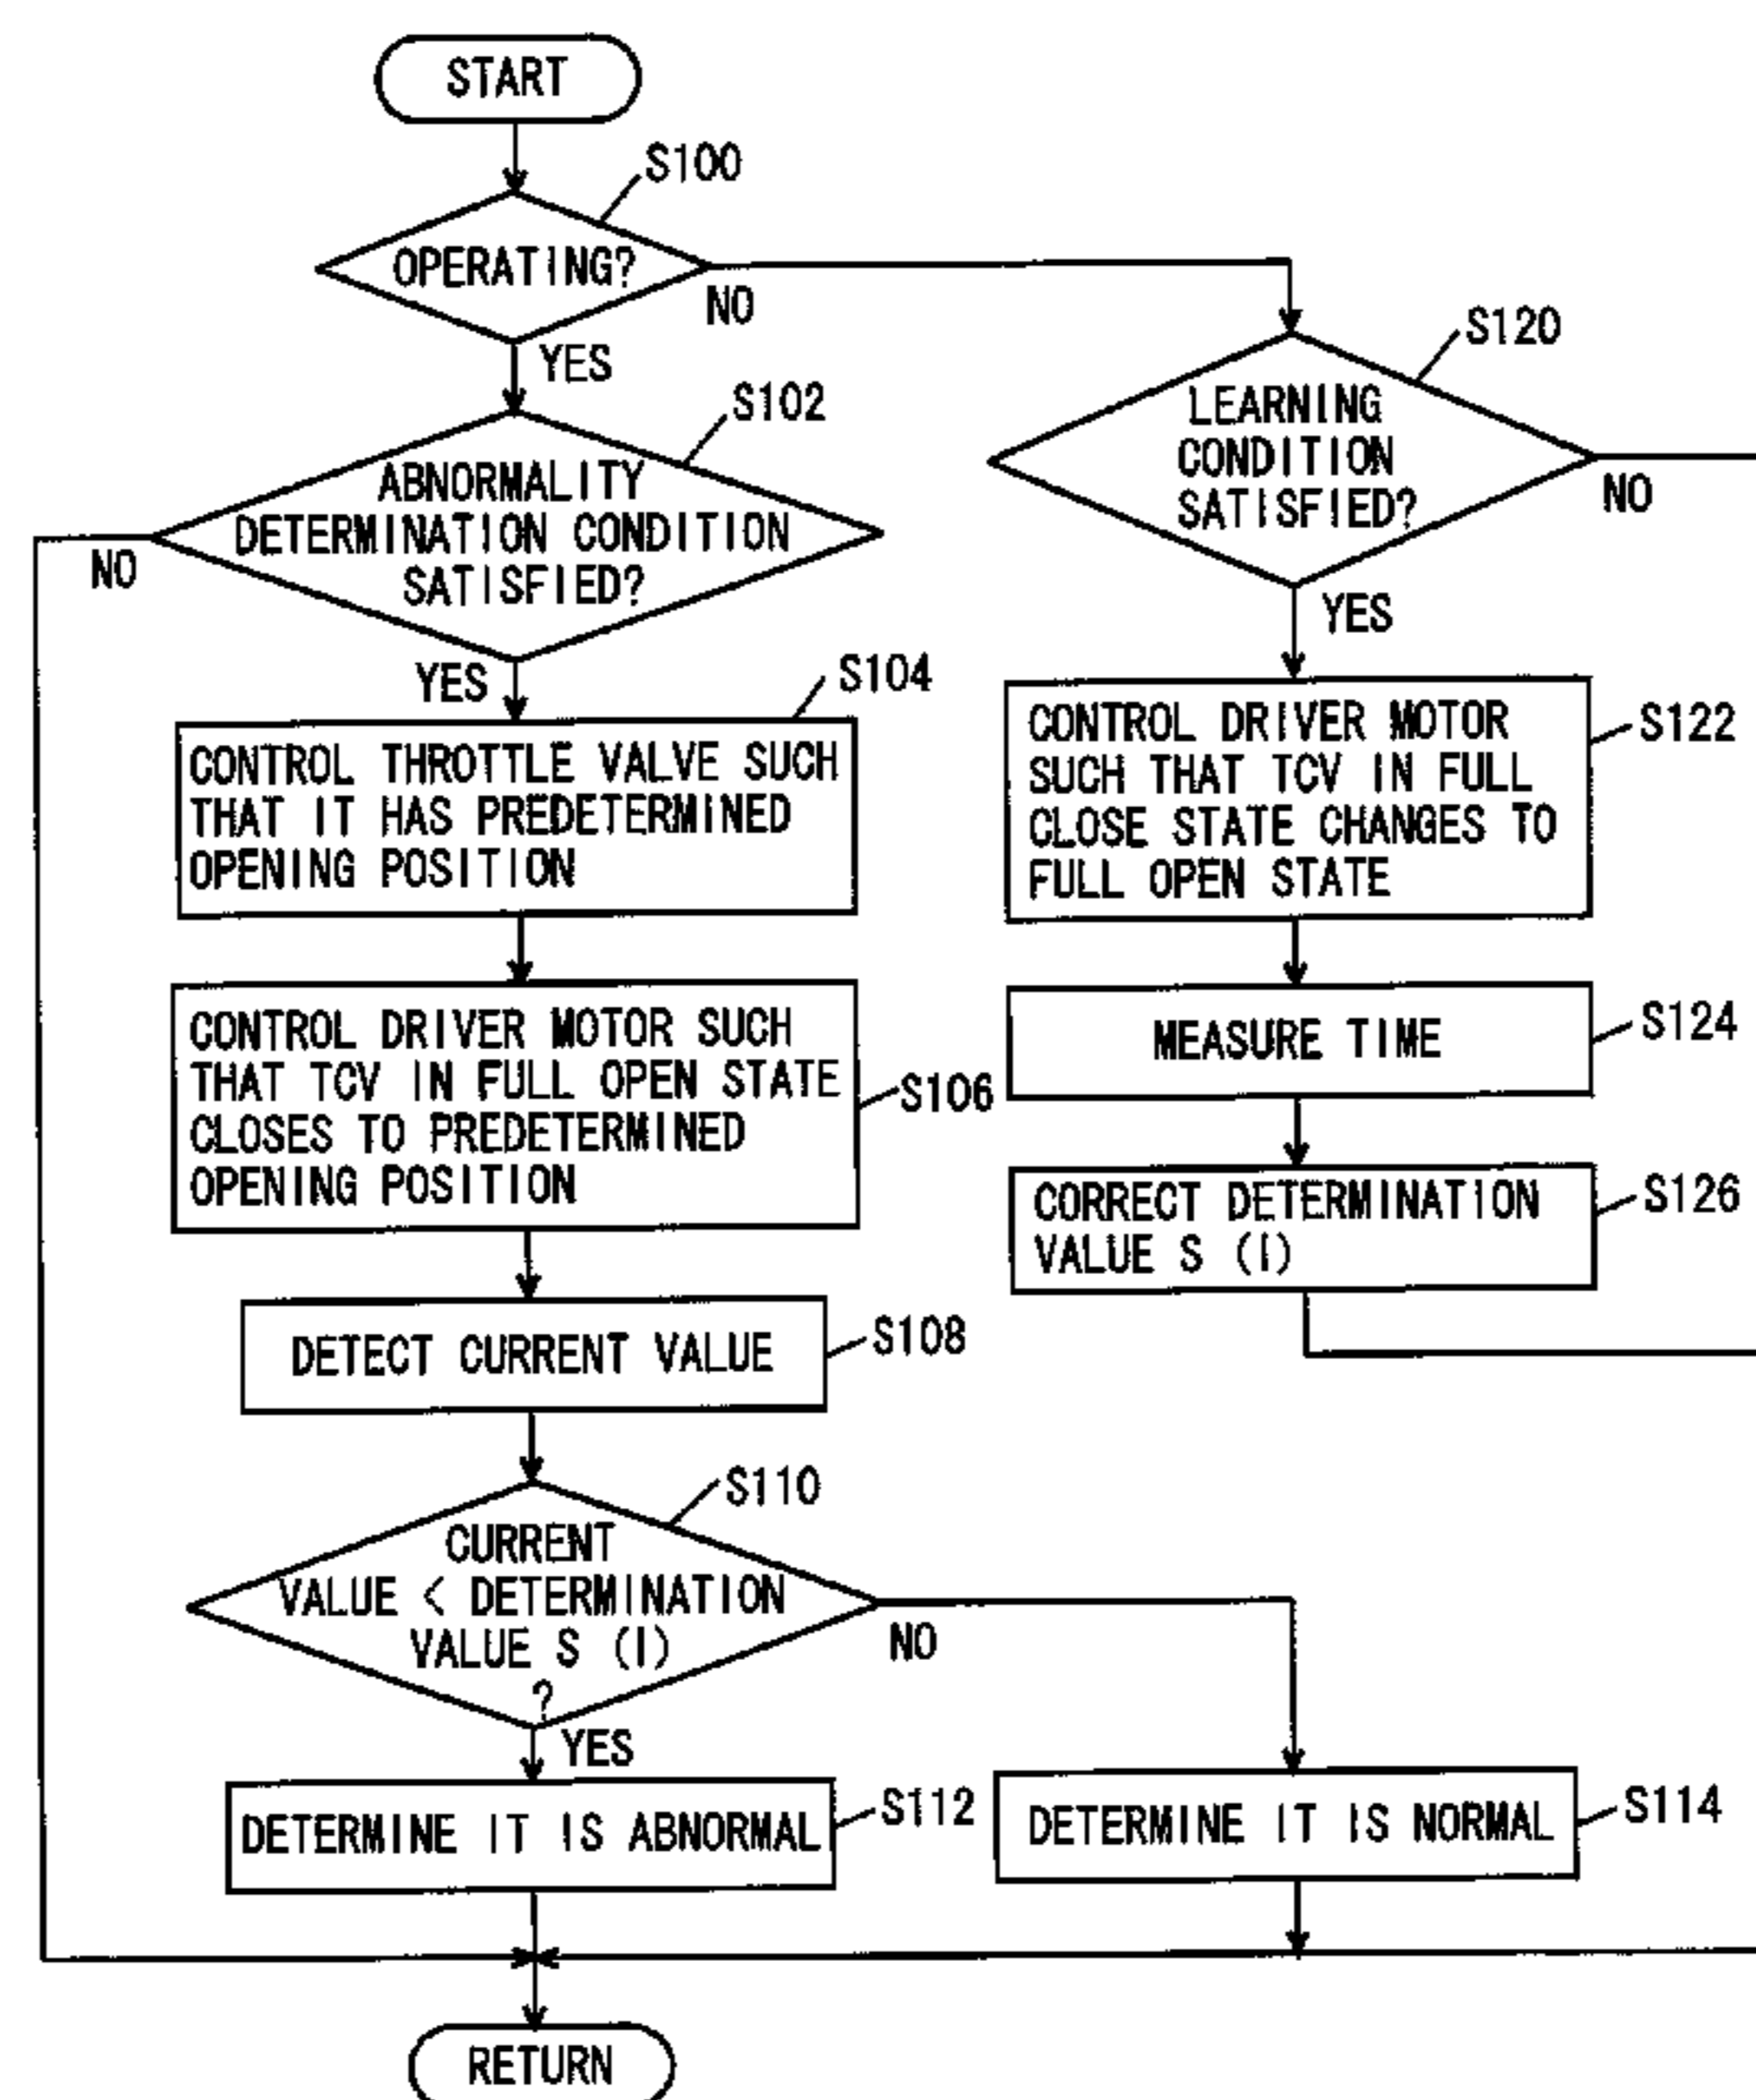 START
S100
OPERATING?
NO
YES
S102
ABNORMALITY
DETERMINATION CONDITION
SATISFIED?
NO
YES
S104
CONTROL THROTTLE VALVE SUCH
THAT IT HAS PREDETERMINED
OPENING POSITION
CONTROL DRIVER MOTOR SUCH
THAT TCV IN FULL OPEN STATE
CLOSES TO PREDETERMINED
OPENING POSITION
S106
DETECT CURRENT VALUE
S108
S110
CURRENT
VALUE < DETERMINATION
VALUE S (I)
?
NO
YES
DETERMINE IT IS ABNORMAL
S112
DETERMINE IT IS NORMAL
S114
S120
LEARNING
CONDITION
SATISFIED?
NO
YES
CONTROL DRIVER MOTOR
SUCH THAT TCV IN FULL
CLOSE STATE CHANGES TO
FULL OPEN STATE
S122
MEASURE TIME
S124
CORRECT DETERMINATION
VALUE S (I)
S126
RETURN